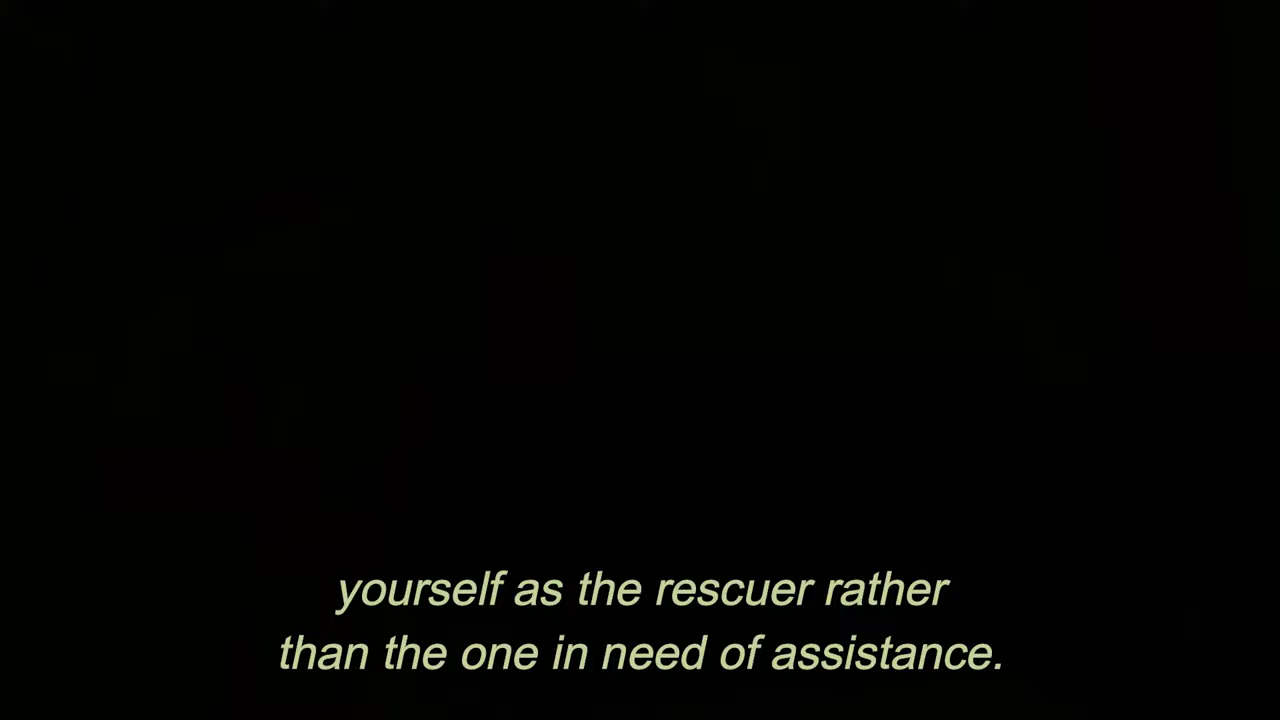 yourself as the rescuer rather
than the one in need of assistance.